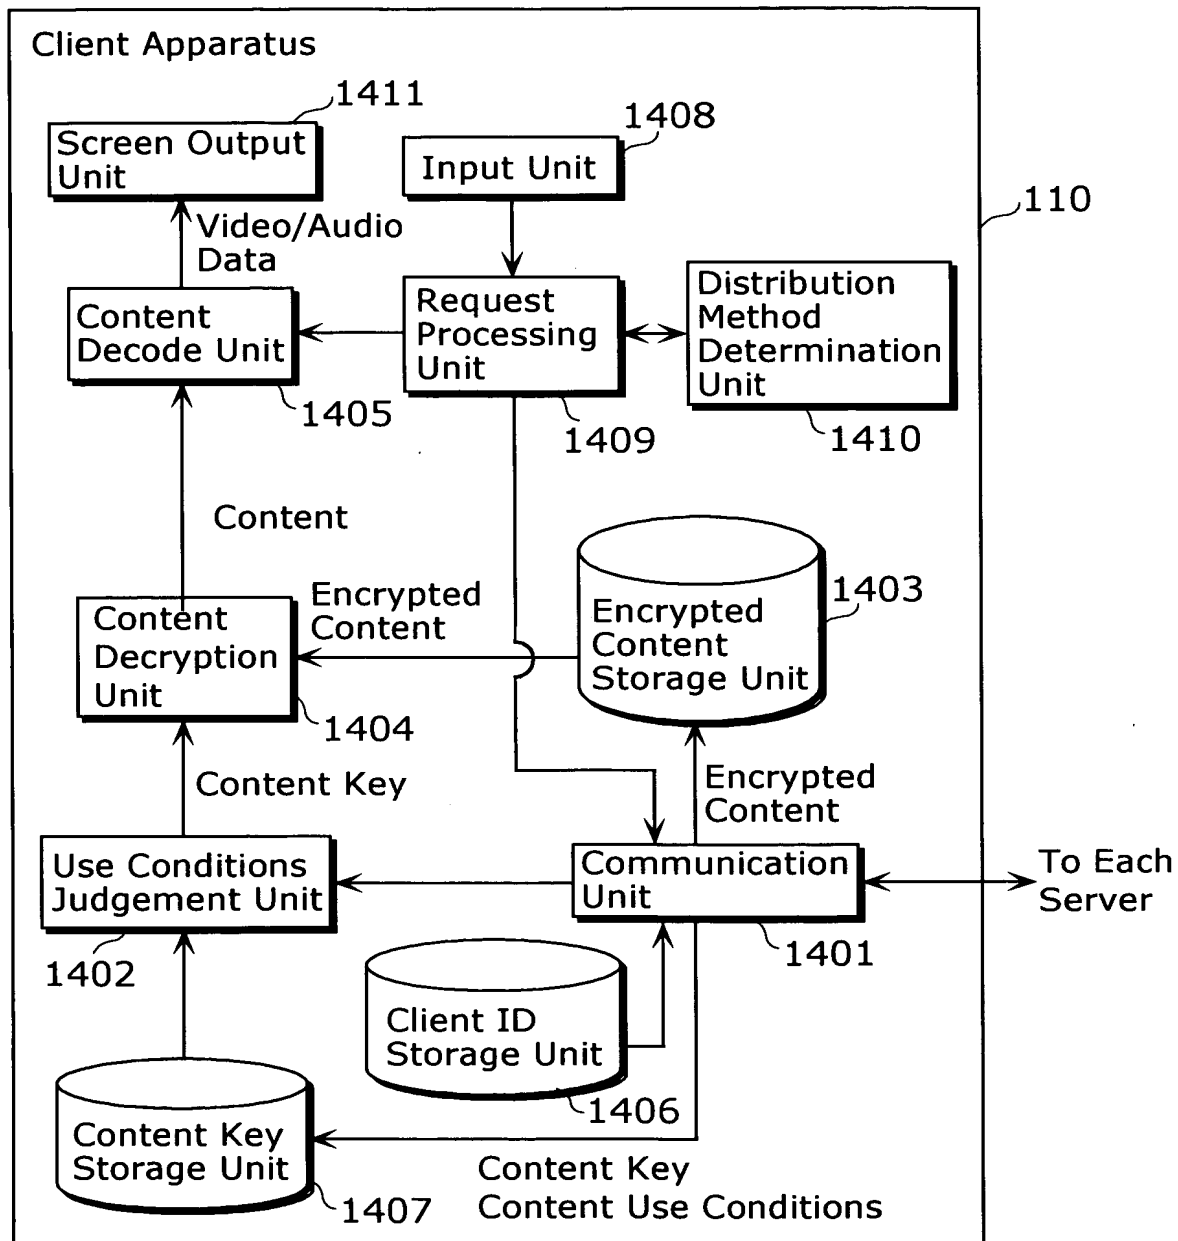 Client Apparatus
1411
Screen Output
Unit
1408
Input Unit
110
Video/Audio
Data
Content
Decode Unit
1405
Request
Processing
Unit
1409
Distribution
Method
Determination
Unit
1410
Content
Encrypted
Content
Encrypted
Content
Storage Unit
1403
Content
Decryption
Unit
1404
Content Key
Encrypted
Content
Use Conditions
Judgement Unit
1402
Communication
Unit
1401
To Each
Server
Client ID
Storage Unit
1406
Content Key
Storage Unit
1407
Content Key
Content Use Conditions